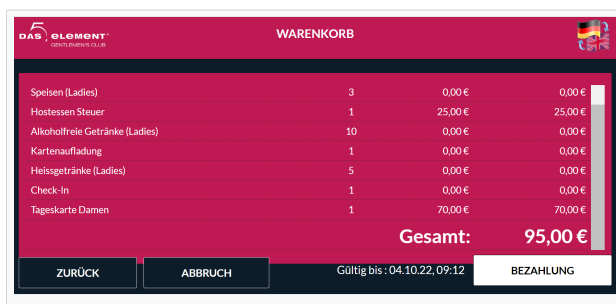 DAS 5 ELEMENT
GENTLEMEN'S CLUB
WARENKORB
Speisen (Ladies) 3 0,00 € 0,00 €
Hostessen Steuer 1 25,00 € 25,00 €
Alkoholfreie Getränke (Ladies) 10 0,00 € 0,00 €
Kartenaufladung 1 0,00 € 0,00 €
Heissgetränke (Ladies) 5 0,00 € 0,00 €
Check-In 1 0,00 € 0,00 €
Tageskarte Damen 1 70,00 € 70,00 €
Gesamt: 95,00 €
ZURÜCK ABBRUCH Gültig bis : 04.10.22, 09:12 BEZAHLUNG